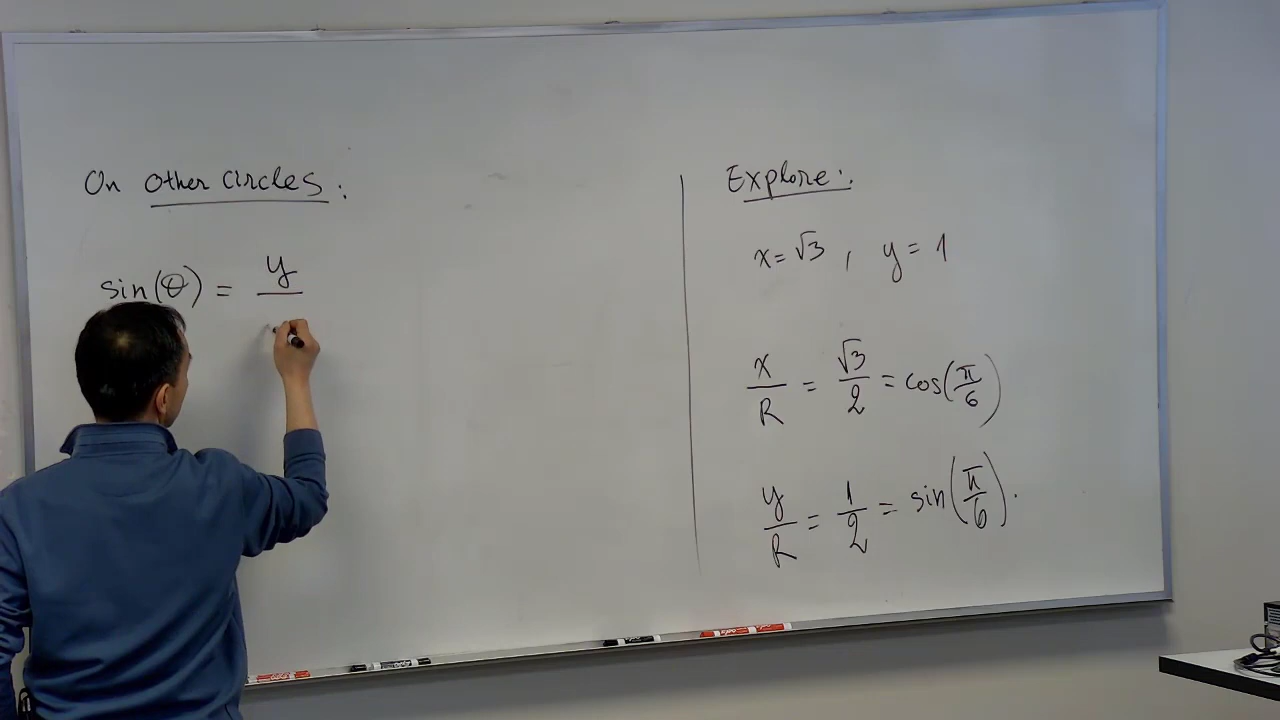 On Other Circles:
sin(θ) = y/
Explore:
x = √3 , y = 1
x/R = √3/2 = cos(π/6)
y/R = 1/2 = sin(π/6).